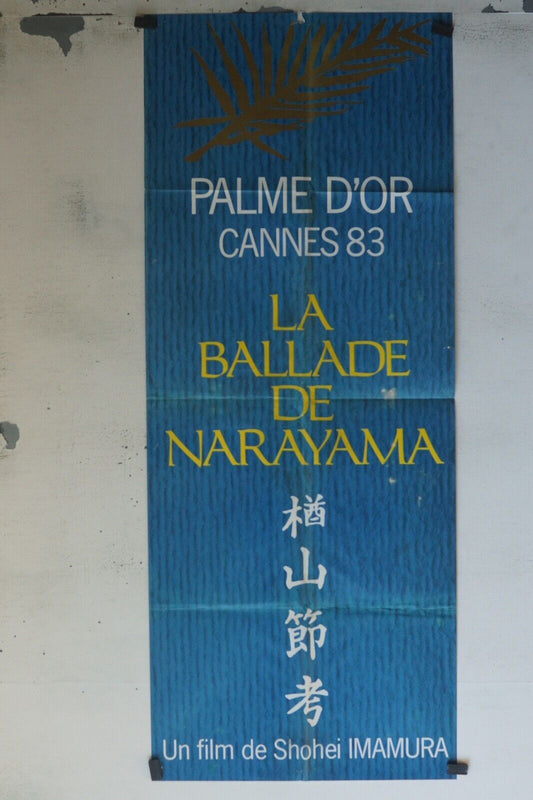 PALME D'OR
CANNES 83
LA
BALLADE
DE
NARAYAMA
楢山節考
Un film de Shohei IMAMURA